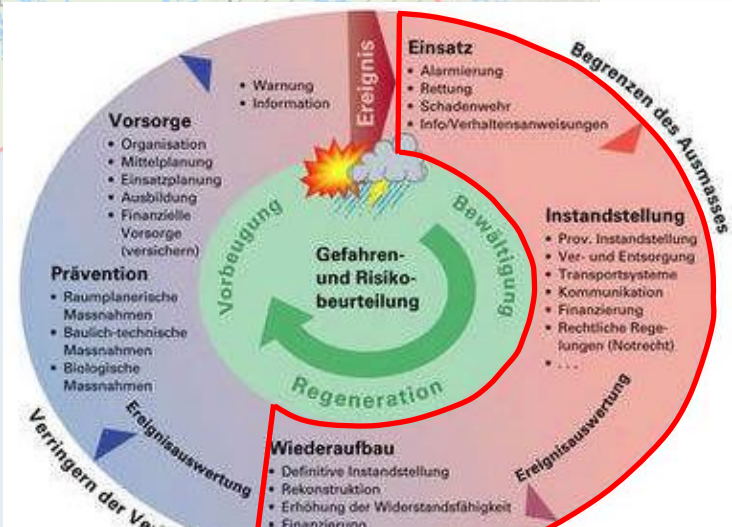 Ereignis
Einsatz
• Alarmierung
• Rettung
• Schadenwehr
• Info/Verhaltensanweisungen
Begrenzen des Ausmasses
• Warnung
• Information
Vorsorge
• Organisation
• Mittelplanung
• Einsatzplanung
• Ausbildung
• Finanzielle
Vorsorge
(versichern)
Instandstellung
• Prov. Instandstellung
• Ver- und Entsorgung
• Transportsysteme
• Kommunikation
• Finanzierung
• Rechtliche Rege-
lungen (Notrecht)
• . . .
Vorbeugung
Bewältigung
Regeneration
Gefahren-
und Risiko-
beurteilung
Prävention
• Raumplanerische
Massnahmen
• Baulich-technische
Massnahmen
• Biologische
Massnahmen
Ereignisauswertung
Ereignisauswertung
Verringern der
Wiederaufbau
• Definitive Instandstellung
• Rekonstruktion
• Erhöhung der Widerstandsfähigkeit
• Finanzierung